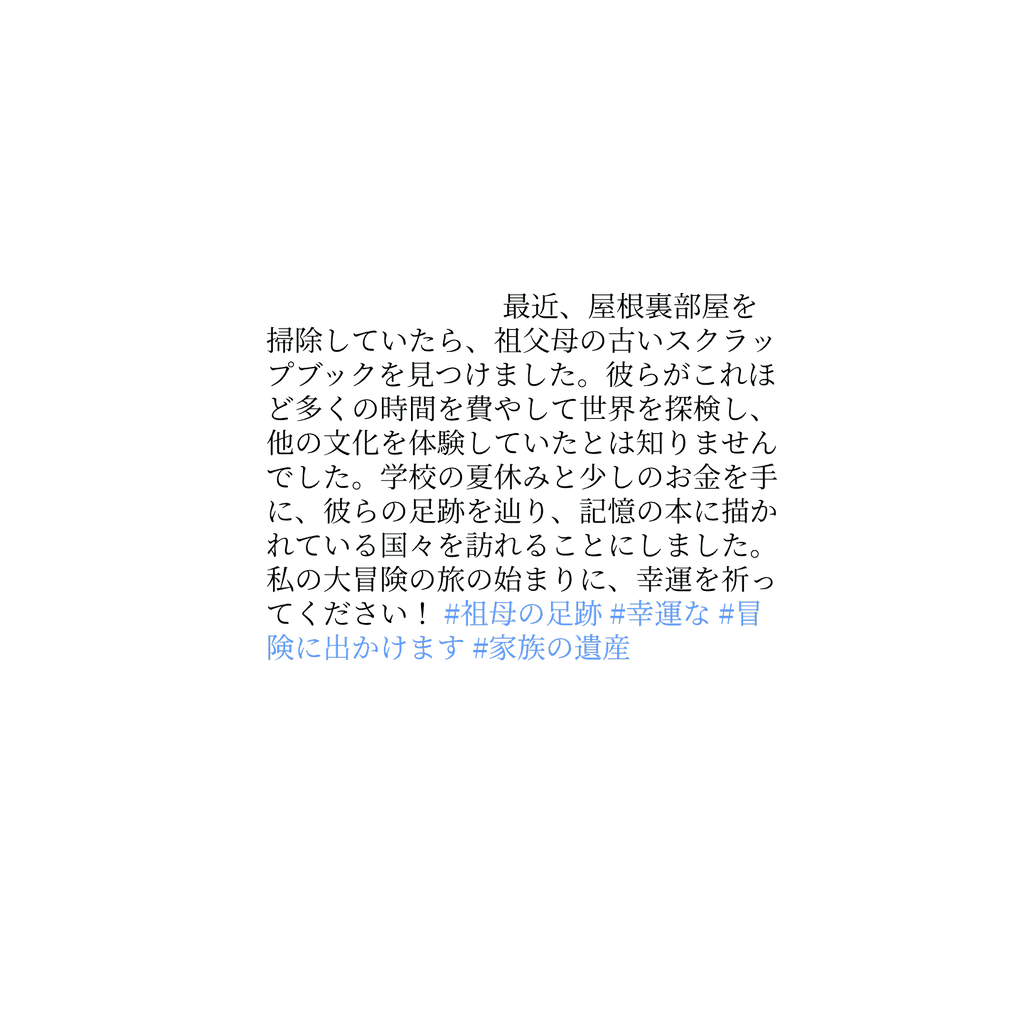 最近、屋根裏部屋を
掃除していたら、祖父母の古いスクラッ
プブックを見つけました。彼らがこれほ
ど多くの時間を費やして世界を探検し、
他の文化を体験していたとは知りません
でした。学校の夏休みと少しのお金を手
に、彼らの足跡を辿り、記憶の本に描か
れている国々を訪れることにしました。
私の大冒険の旅の始まりに、幸運を祈っ
てください！ #祖母の足跡 #幸運な #冒
険に出かけます #家族の遺産